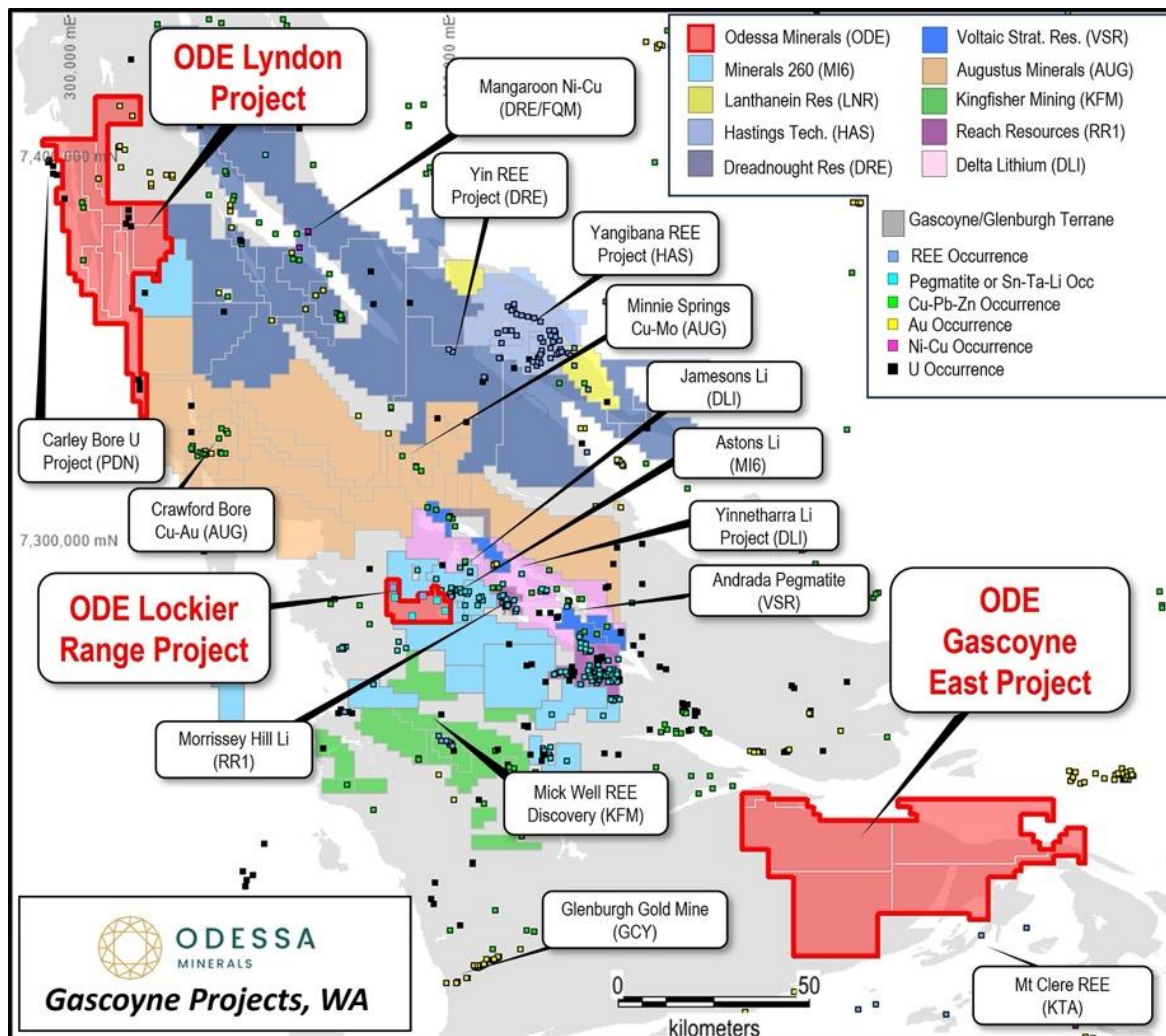 300,000 mE
00,000 mE
7,400,000 mN
7,300,000 mN
ODE Lyndon
Project
Mangaroon Ni-Cu
(DRE/FQM)
Yin REE
Project (DRE)
Yangibana REE
Project (HAS)
Minnie Springs
Cu-Mo (AUG)
Jamesons Li
(DLI)
Astons Li
(MI6)
Yinnetharra Li
Project (DLI)
Andrada Pegmatite
(VSR)
Carley Bore U
Project (PDN)
Crawford Bore
Cu-Au (AUG)
ODE Lockier
Range Project
ODE
Gascoyne
East Project
Morrissey Hill Li
(RR1)
Mick Well REE
Discovery (KFM)
Glenburgh Gold Mine
(GCY)
Mt Clere REE
(KTA)
Odessa Minerals (ODE)
Minerals 260 (MI6)
Lanthanein Res (LNR)
Hastings Tech. (HAS)
Dreadnought Res (DRE)
Voltaic Strat. Res. (VSR)
Augustus Minerals (AUG)
Kingfisher Mining (KFM)
Reach Resources (RR1)
Delta Lithium (DLI)
Gascoyne/Glenburgh Terrane
REE Occurrence
Pegmatite or Sn-Ta-Li Occ
Cu-Pb-Zn Occurrence
Au Occurrence
Ni-Cu Occurrence
U Occurrence
ODESSA
MINERALS
Gascoyne Projects, WA
0 50
kilometers